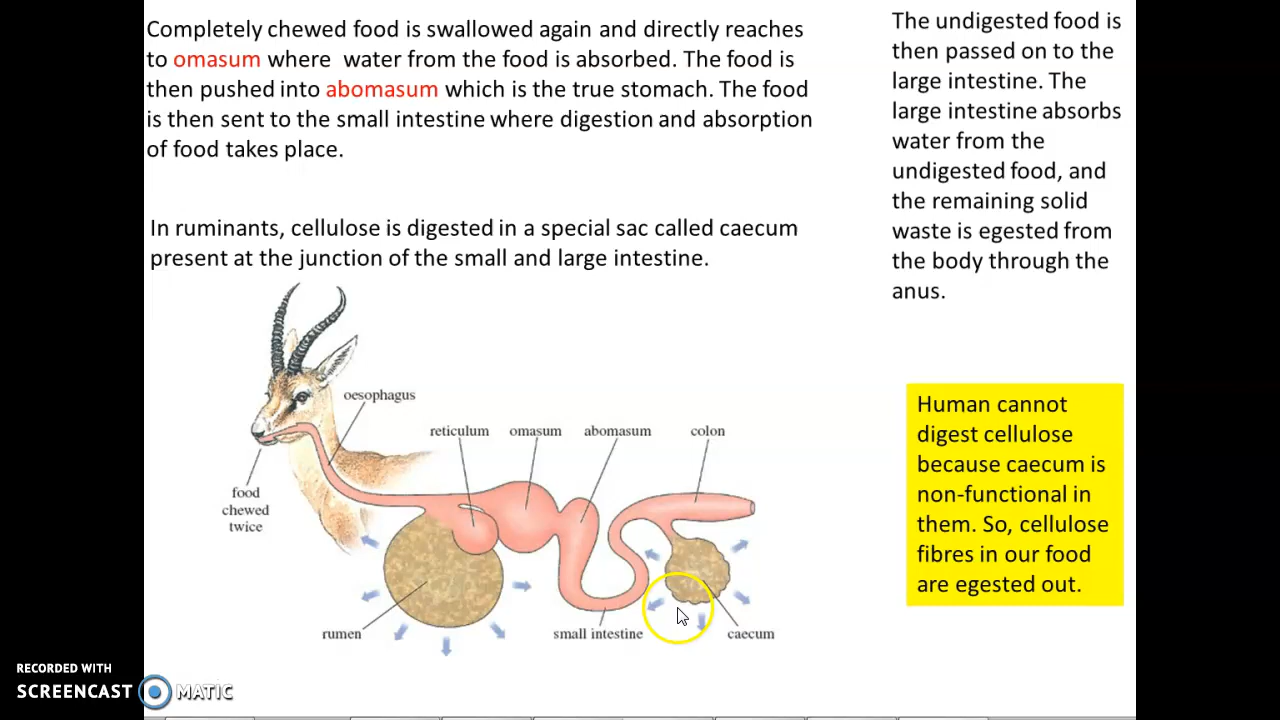 Completely chewed food is swallowed again and directly reaches
to omasum where water from the food is absorbed. The food is
then pushed into abomasum which is the true stomach. The food
is then sent to the small intestine where digestion and absorption
of food takes place.
In ruminants, cellulose is digested in a special sac called caecum
present at the junction of the small and large intestine.
The undigested food is
then passed on to the
large intestine. The
large intestine absorbs
water from the
undigested food, and
the remaining solid
waste is egested from
the body through the
anus.
oesophagus
reticulum
omasum
abomasum
colon
food
chewed
twice
rumen
small intestine
caecum
Human cannot
digest cellulose
because caecum is
non-functional in
them. So, cellulose
fibres in our food
are egested out.
RECORDED WITH
SCREENCAST MATIC